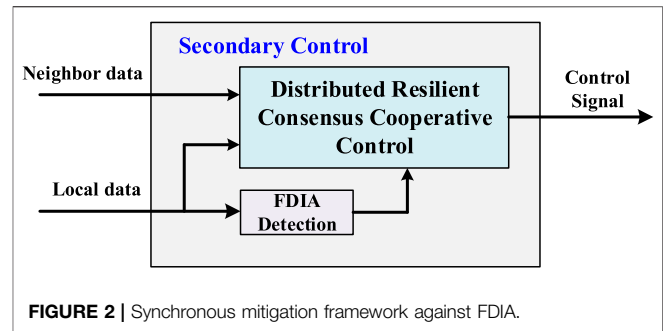 Secondary Control
Neighbor data
Distributed Resilient
Consensus Cooperative
Control
Control
Signal
Local data
FDIA
Detection
FIGURE 2 | Synchronous mitigation framework against FDIA.